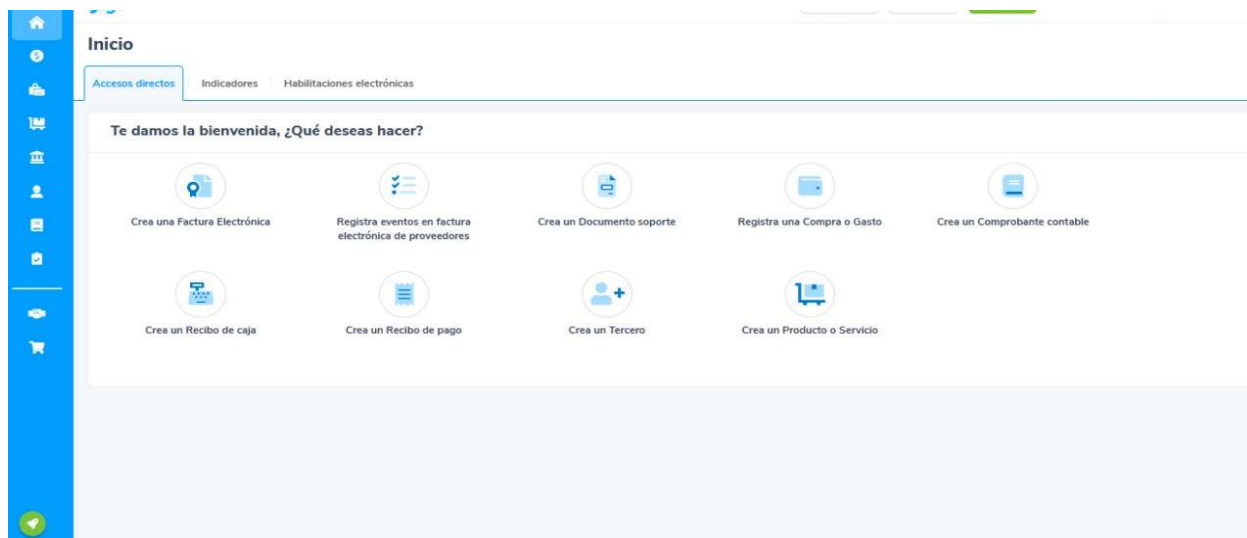 Inicio
Accesos directos Indicadores Habilitaciones electrónicas
Te damos la bienvenida, ¿Qué deseas hacer?
Crea una Factura Electrónica
Registra eventos en factura
electrónica de proveedores
Crea un Documento soporte
Registra una Compra o Gasto
Crea un Comprobante contable
Crea un Recibo de caja
Crea un Recibo de pago
Crea un Tercero
Crea un Producto o Servicio